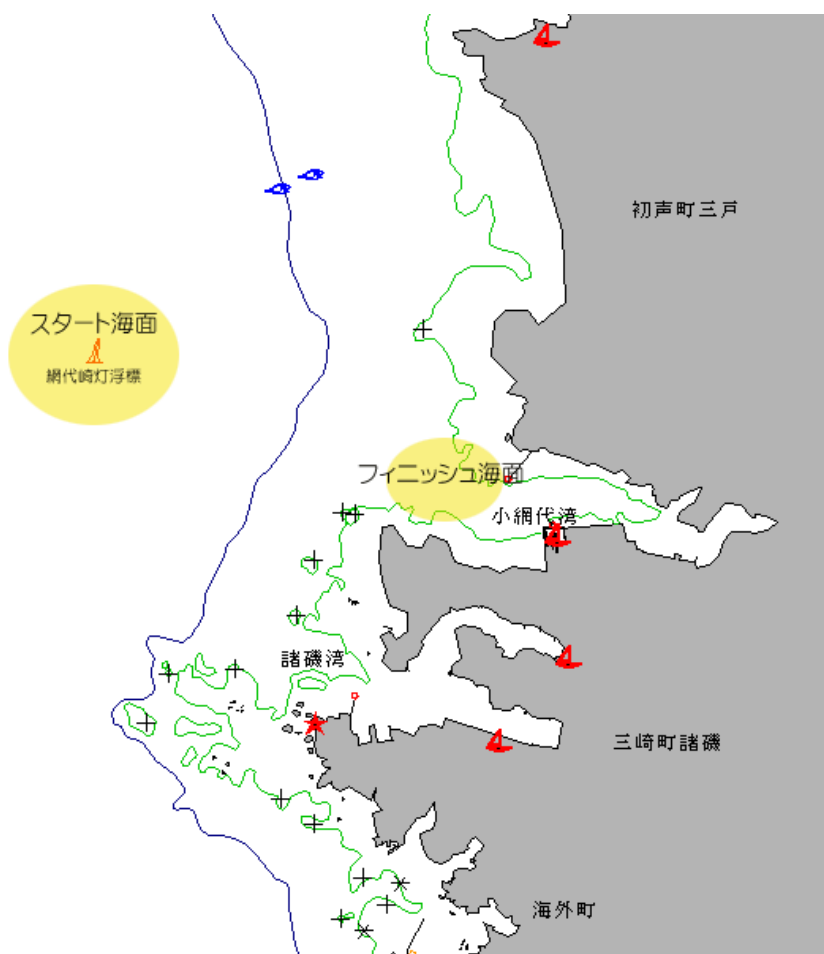 初声町三戸
スタート海面
網代崎灯浮標
フィニッシュ海面
小網代湾
諸磯湾
三崎町諸磯
海外町